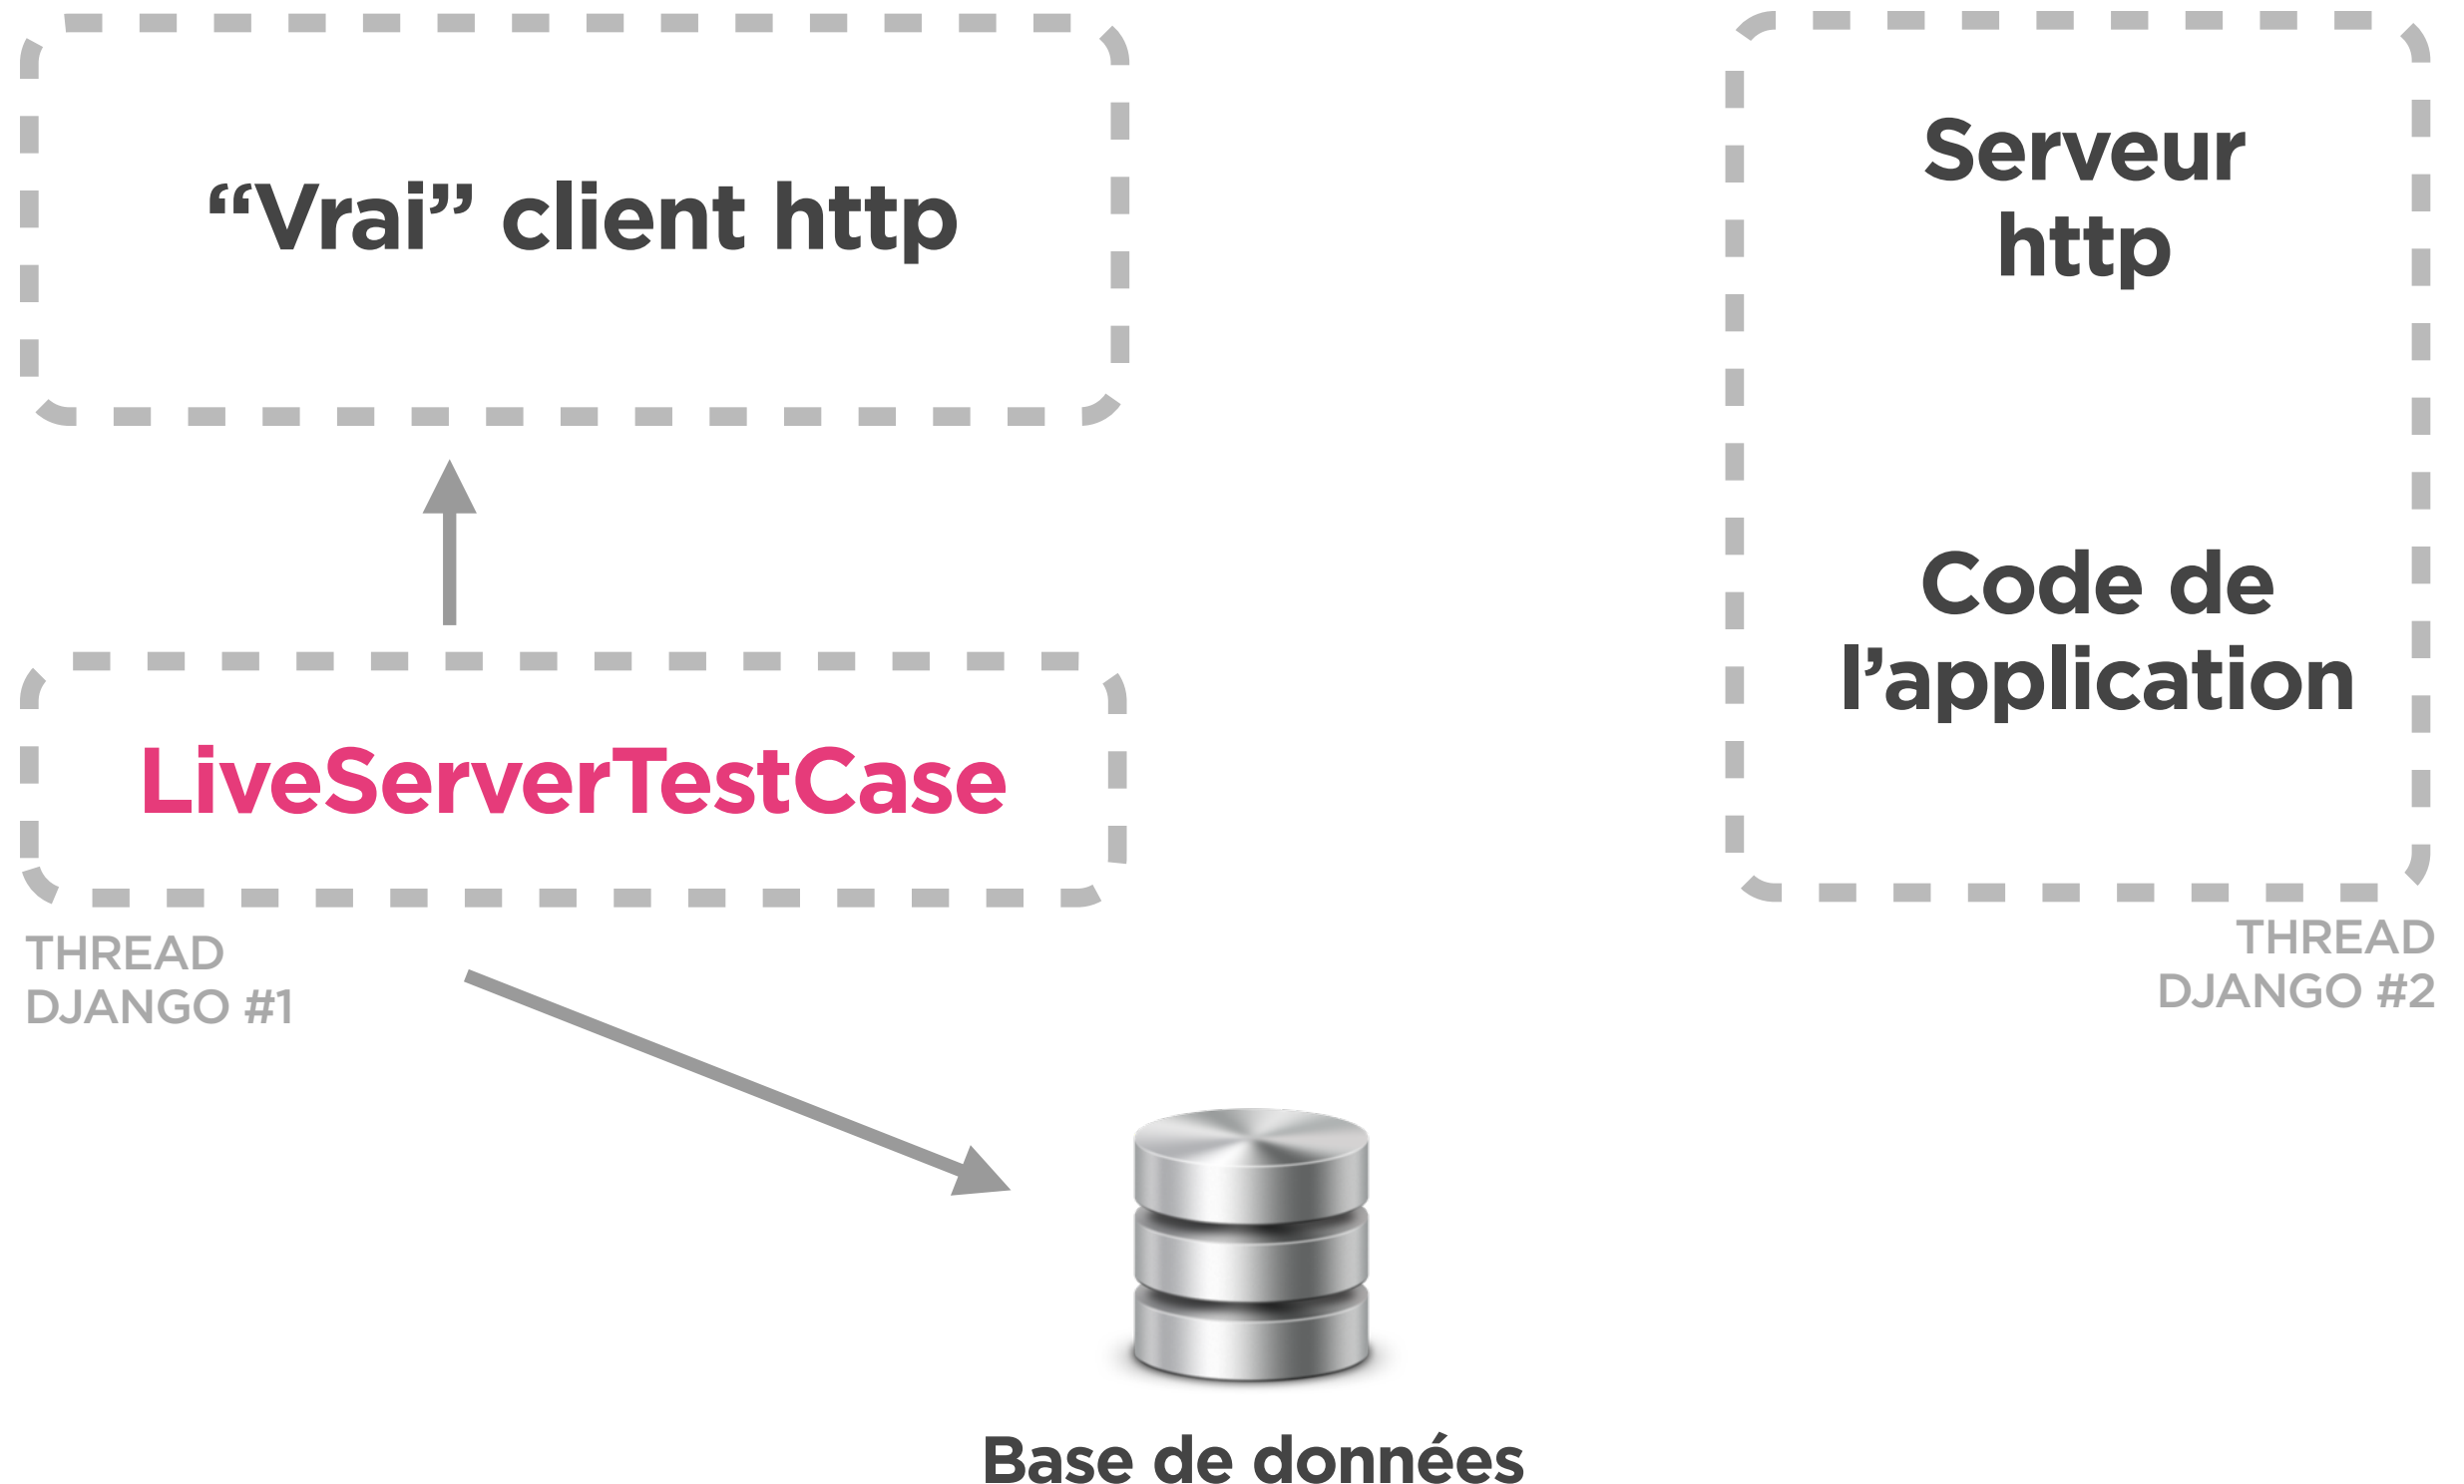 “Vrai” client http
Serveur
http
Code de
l’application
LiveServerTestCase
THREAD
DJANGO #1
THREAD
DJANGO #2
Base de données